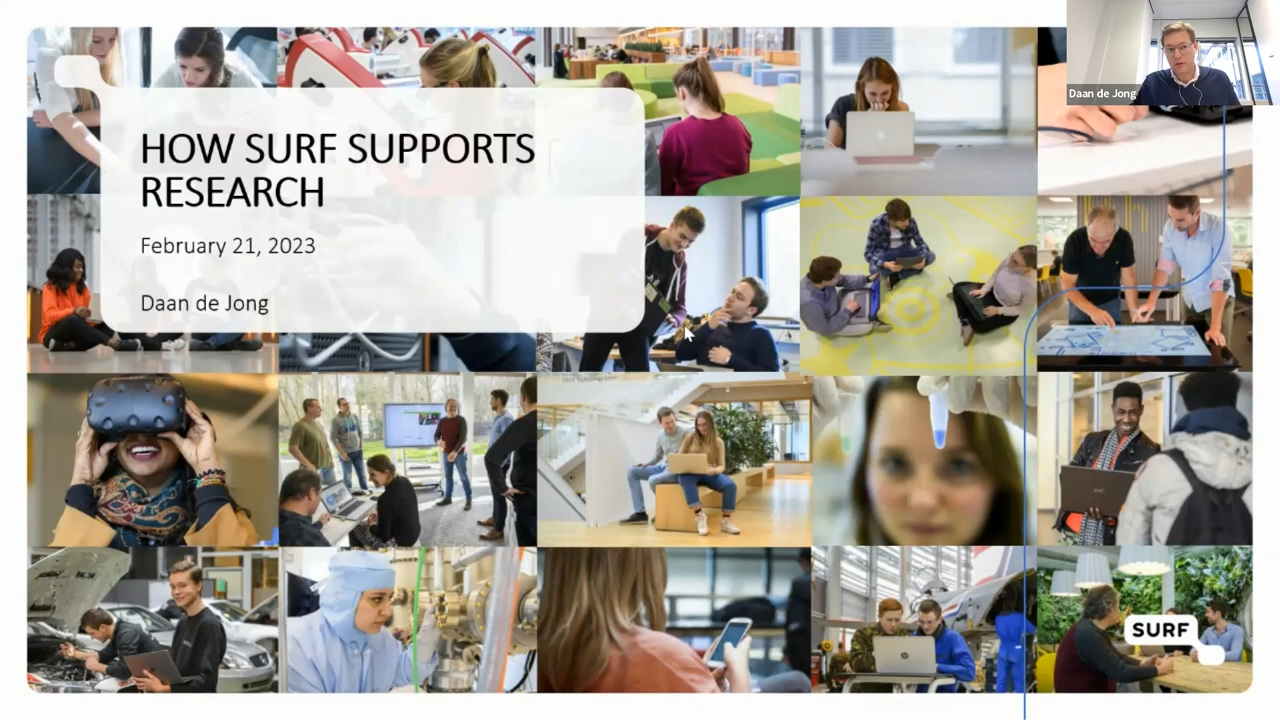 HOW SURF SUPPORTS
RESEARCH
February 21, 2023
Daan de Jong
Daan de Jong
SURF